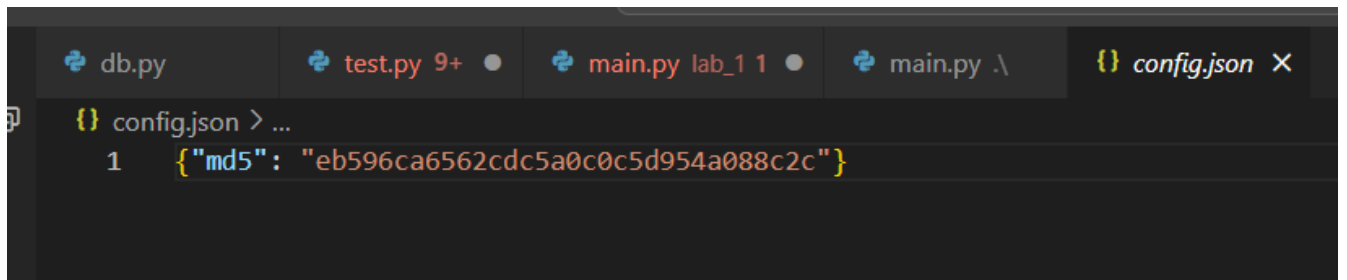 db.py test.py 9+ main.py lab_1 1 main.py .\ {} config.json ×
{} config.json > ...
1 {"md5": "eb596ca6562cdc5a0c0c5d954a088c2c"}